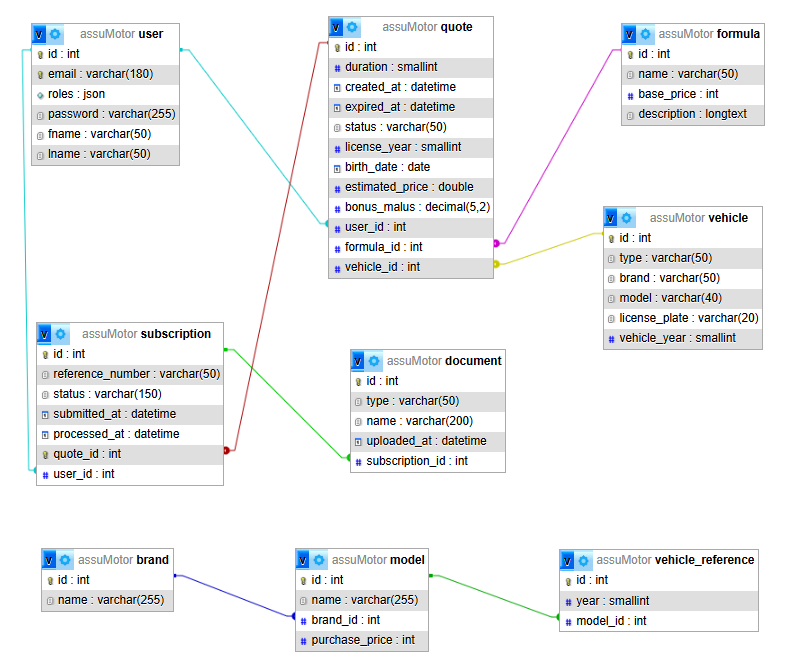 assuMotor user
id : int
email : varchar(180)
roles : json
password : varchar(255)
fname : varchar(50)
lname : varchar(50)
assuMotor quote
id : int
duration : smallint
created_at : datetime
expired_at : datetime
status : varchar(50)
license_year : smallint
birth_date : date
estimated_price : double
bonus_malus : decimal(5,2)
user_id : int
formula_id : int
vehicle_id : int
assuMotor formula
id : int
name : varchar(50)
base_price : int
description : longtext
assuMotor vehicle
id : int
type : varchar(50)
brand : varchar(50)
model : varchar(40)
license_plate : varchar(20)
vehicle_year : smallint
assuMotor subscription
id : int
reference_number : varchar(50)
status : varchar(150)
submitted_at : datetime
processed_at : datetime
quote_id : int
user_id : int
assuMotor document
id : int
type : varchar(50)
name : varchar(200)
uploaded_at : datetime
subscription_id : int
assuMotor brand
id : int
name : varchar(255)
assuMotor model
id : int
name : varchar(255)
brand_id : int
purchase_price : int
assuMotor vehicle_reference
id : int
year : smallint
model_id : int